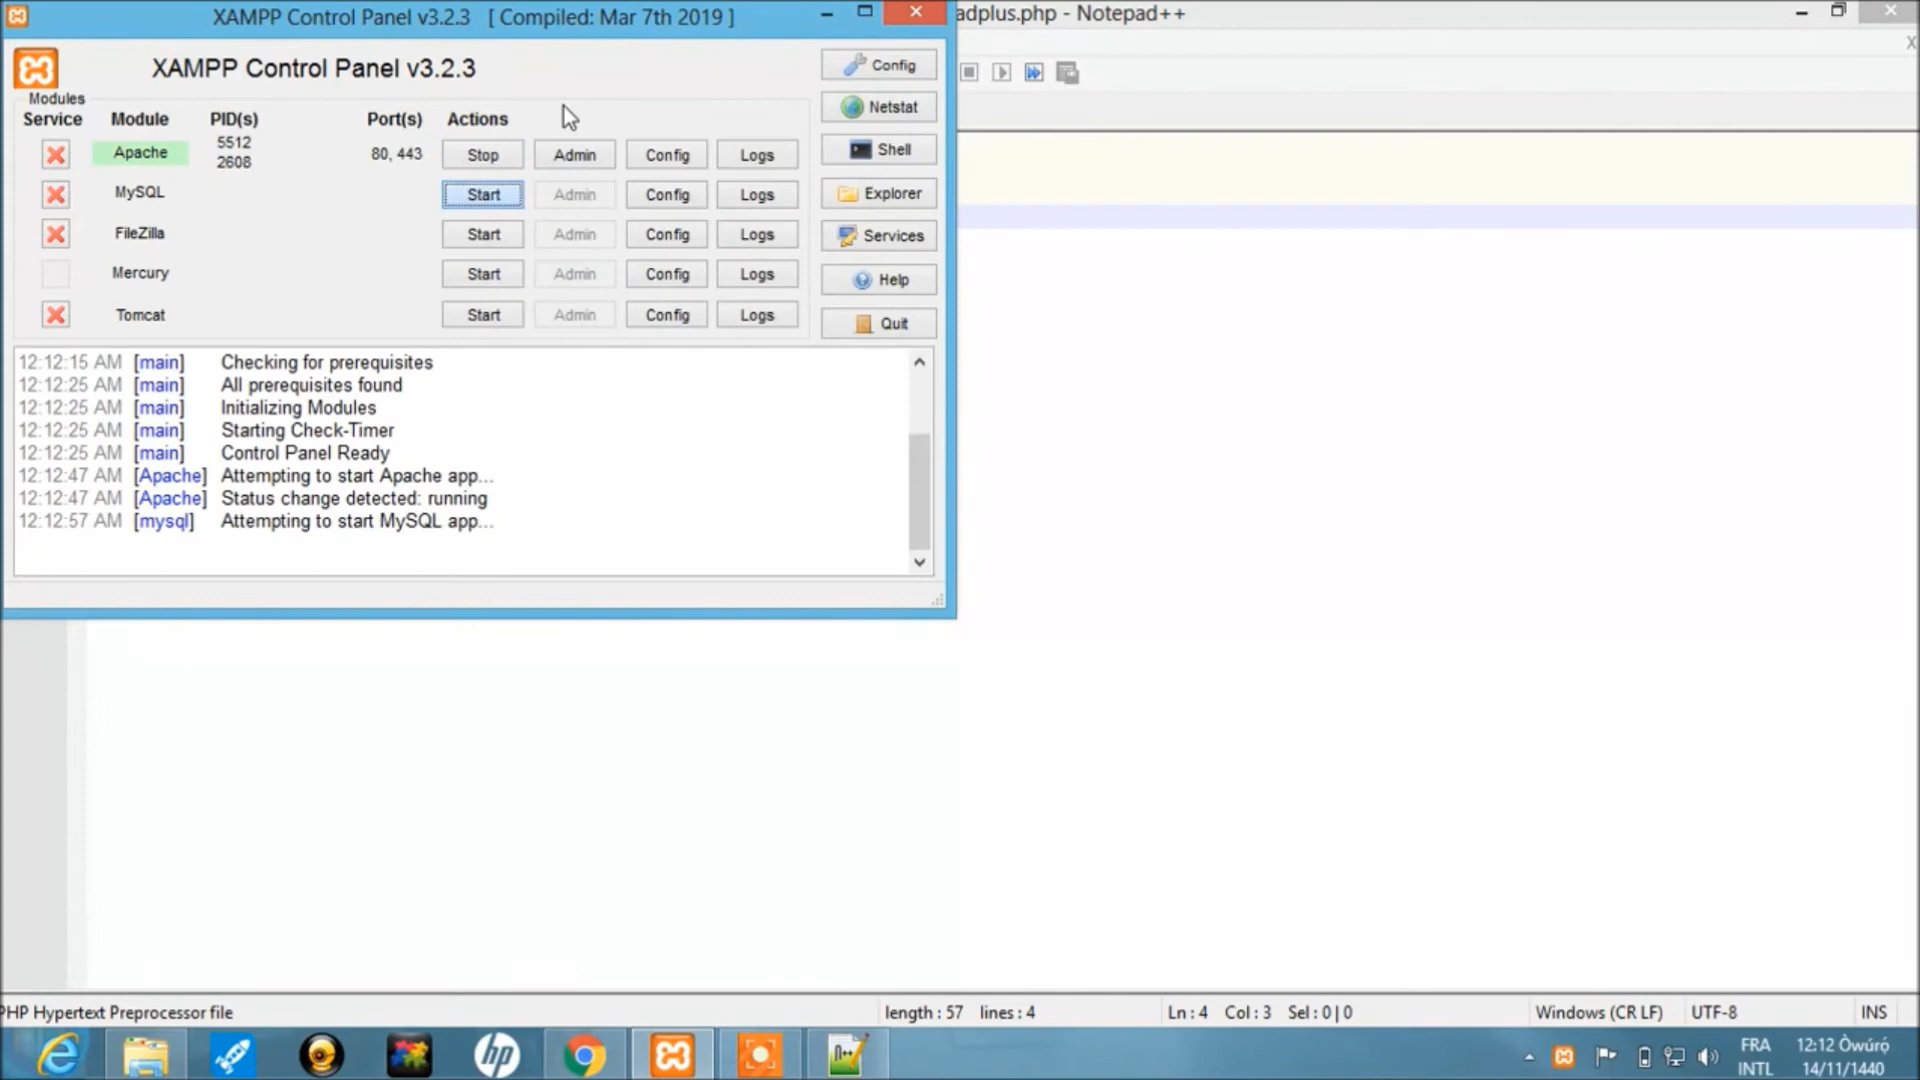 XAMPP Control Panel v3.2.3 [ Compiled: Mar 7th 2019 ]
adplus.php - Notepad++
XAMPP Control Panel v3.2.3
Config
Modules
Netstat
Service Module PID(s) Port(s) Actions
Apache 5512 2608 80, 443 Stop Admin Config Logs
Shell
MySQL Start Admin Config Logs
Explorer
FileZilla Start Admin Config Logs
Services
Mercury Start Admin Config Logs
Help
Tomcat Start Admin Config Logs
Quit
12:12:15 AM [main] Checking for prerequisites
12:12:25 AM [main] All prerequisites found
12:12:25 AM [main] Initializing Modules
12:12:25 AM [main] Starting Check-Timer
12:12:25 AM [main] Control Panel Ready
12:12:47 AM [Apache] Attempting to start Apache app...
12:12:47 AM [Apache] Status change detected: running
12:12:57 AM [mysql] Attempting to start MySQL app...
PHP Hypertext Preprocessor file length : 57 lines : 4 Ln : 4 Col : 3 Sel : 0 | 0 Windows (CR LF) UTF-8 INS
hp
n++
FRA
INTL
12:12 Òwúrọ́
14/11/1440